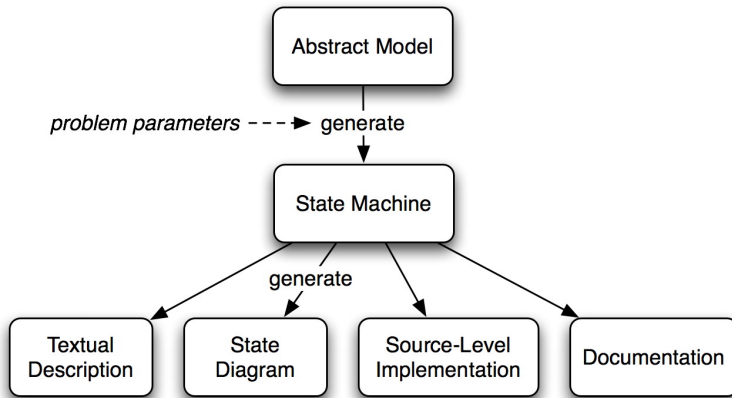 Abstract Model
problem parameters
generate
State Machine
generate
Textual
Description
State
Diagram
Source-Level
Implementation
Documentation